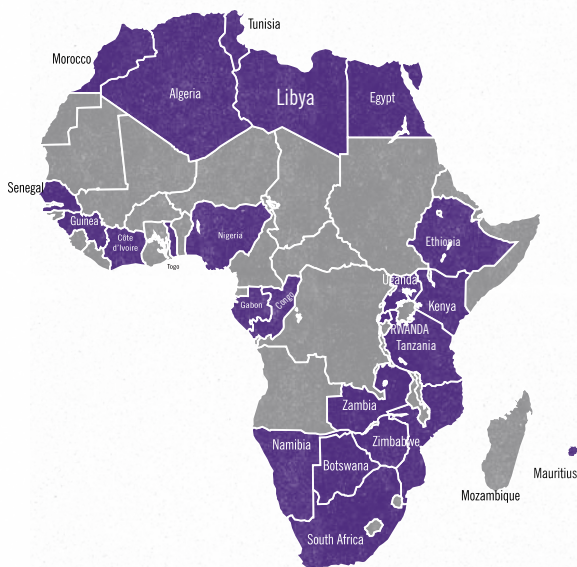 Tunisia
Morocco
Algeria
Libya
Egypt
Senegal
Guinea
Côte
d'Ivoire
Togo
Nigeria
Ethiopia
Uganda
Gabon
Congo
Kenya
RWANDA
Tanzania
Zambia
Namibia
Zimbabwe
Botswana
Mauritius
Mozambique
South Africa